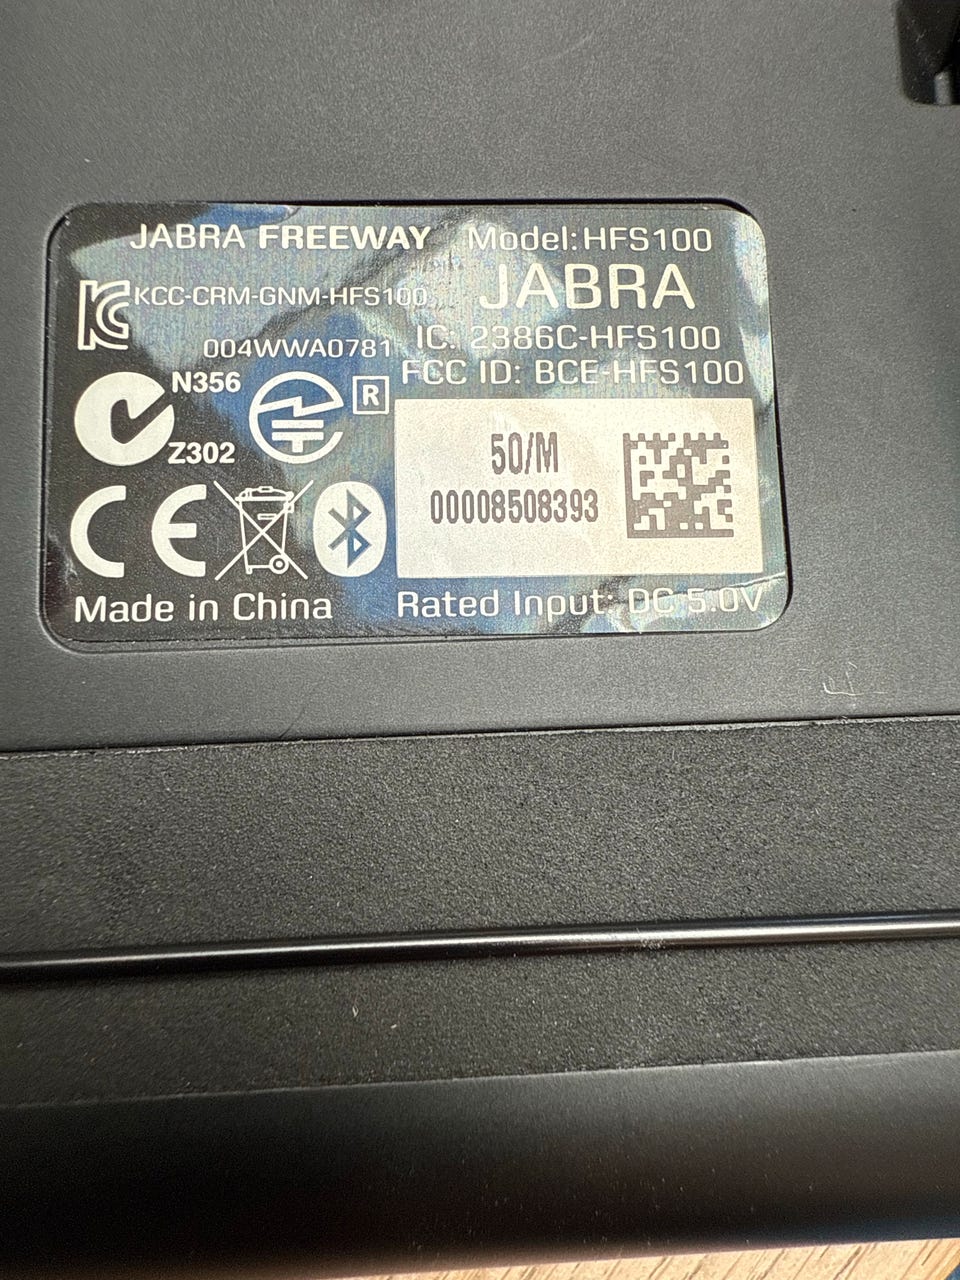 JABRA FREEWAY
Model: HFS100
KCC-CRM-GNM-HFS100
JABRA
004WWA0781
IC: 2386C-HFS100
FCC ID: BCE-HFS100
N356
R
Z302
50/M
00008508393
CE
Made in China
Rated Input: DC 5.0V